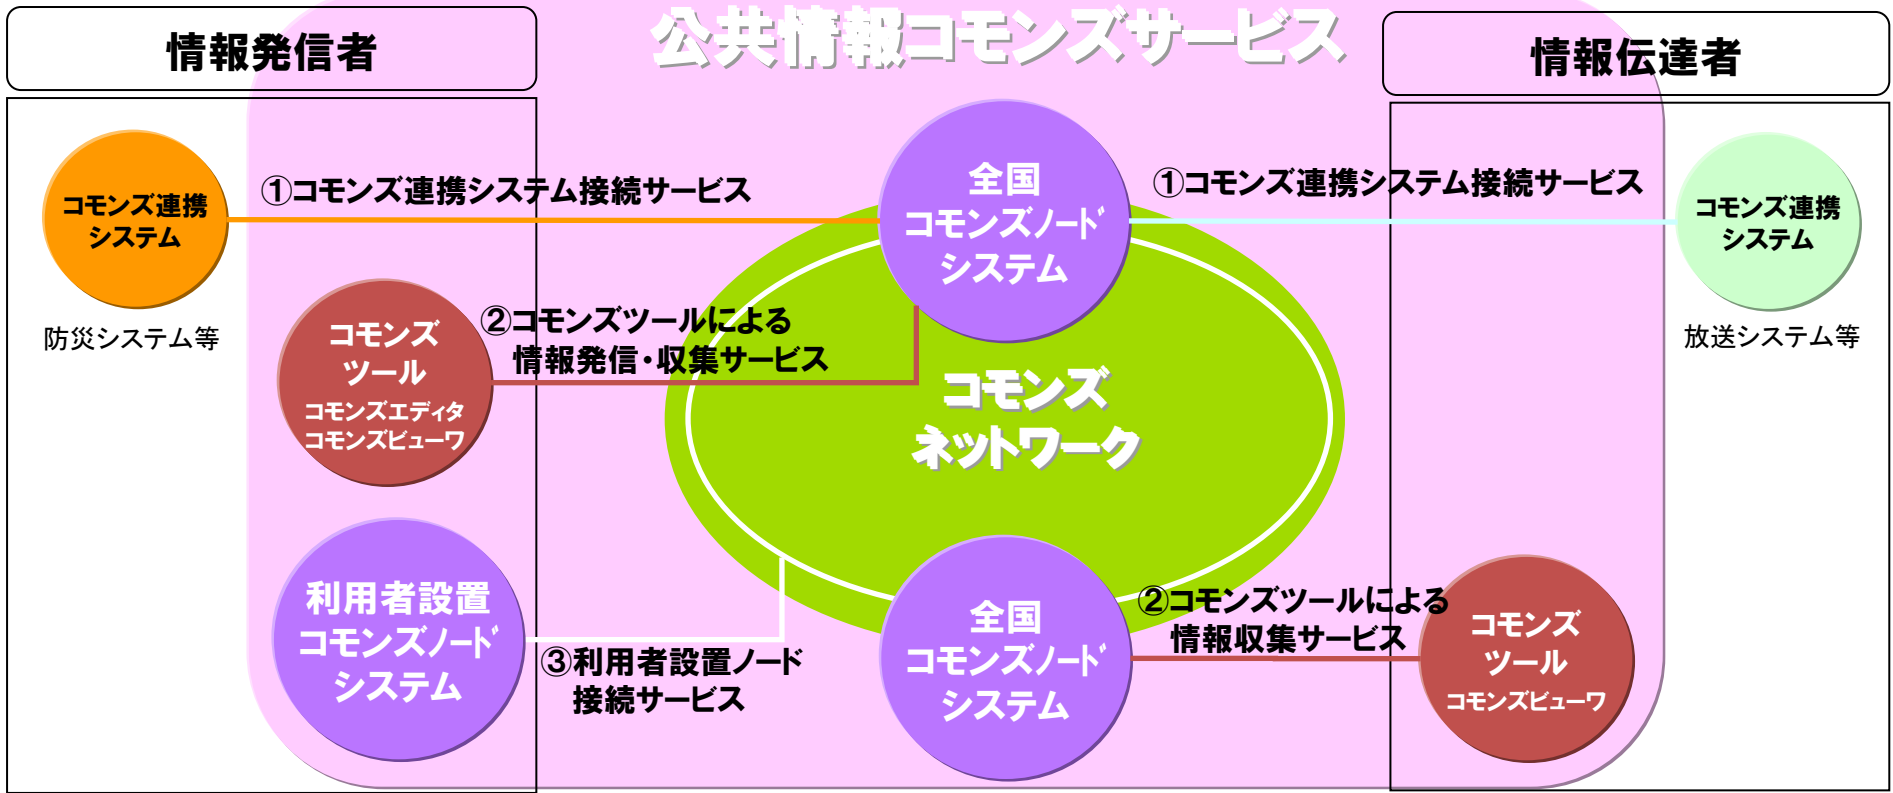 公共情報コモンズサービス
情報発信者
情報伝達者
コモンズ連携
システム
防災システム等
①コモンズ連携システム接続サービス
全国
コモンズノード
システム
①コモンズ連携システム接続サービス
コモンズ連携
システム
放送システム等
コモンズ
ツール
コモンズエディタ
コモンズビューワ
②コモンズツールによる
情報発信・収集サービス
コモンズ
ネットワーク
利用者設置
コモンズノード
システム
③利用者設置ノード
接続サービス
全国
コモンズノード
システム
②コモンズツールによる
情報収集サービス
コモンズ
ツール
コモンズビューワ